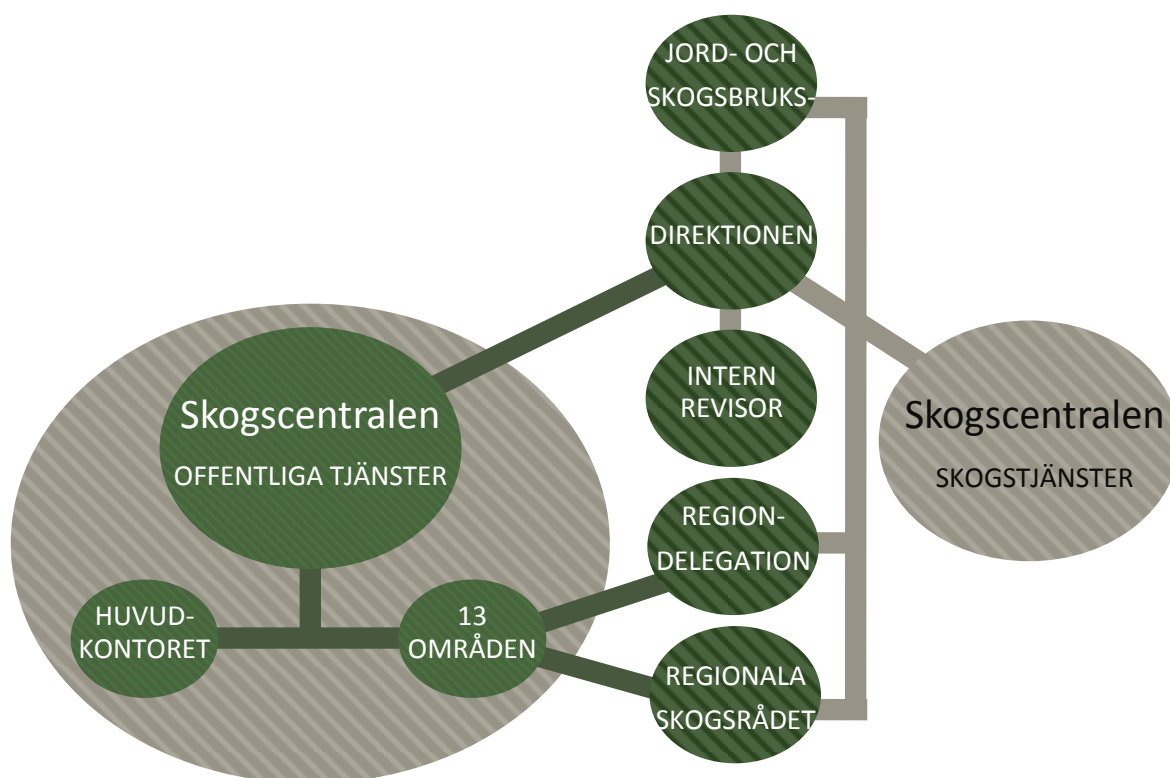 JORD- OCH
SKOGSBRUKS-
DIREKTIONEN
INTERN
REVISOR
Skogscentralen
OFFENTLIGA TJÄNSTER
Skogscentralen
SKOGSTJÄNSTER
REGION-
DELEGATION
HUVUD-
KONTORET
13
OMRÅDEN
REGIONALA
SKOGSRÅDET